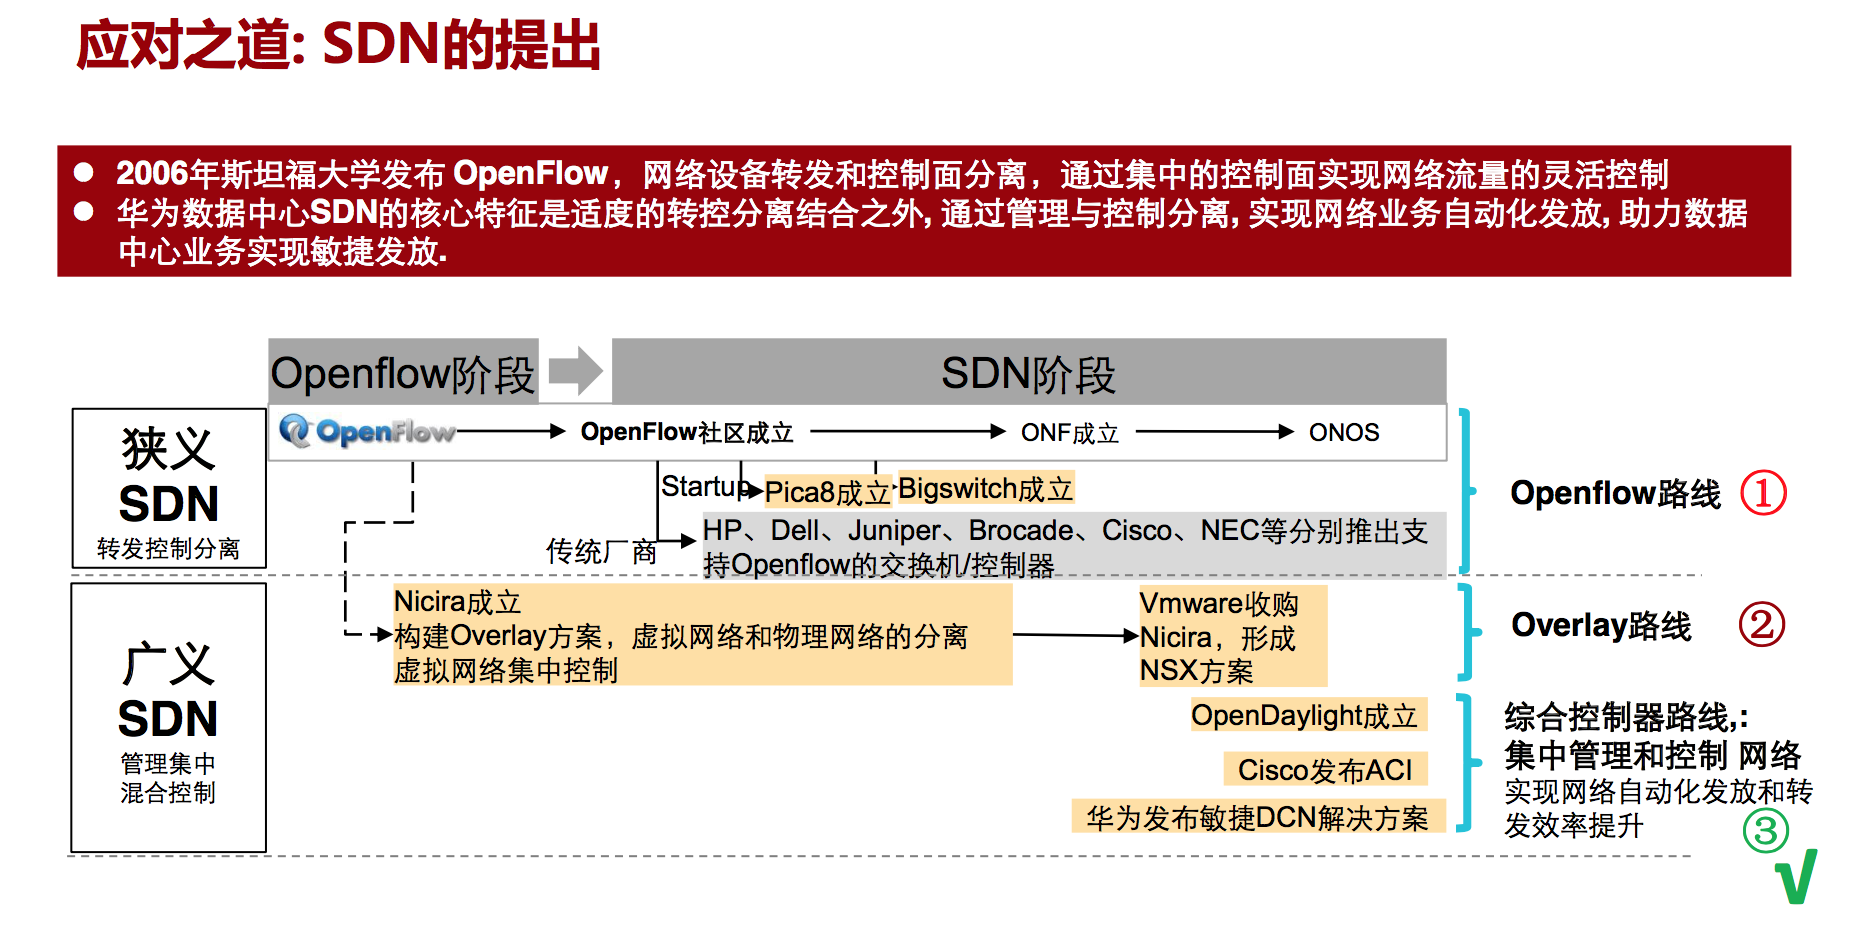 应对之道: SDN的提出
● 2006年斯坦福大学发布 OpenFlow，网络设备转发和控制面分离，通过集中的控制面实现网络流量的灵活控制
● 华为数据中心SDN的核心特征是适度的转控分离结合之外, 通过管理与控制分离, 实现网络业务自动化发放, 助力数据
中心业务实现敏捷发放.
Openflow阶段
SDN阶段
狭义
SDN
转发控制分离
OpenFlow
OpenFlow社区成立
ONF成立
ONOS
Startup
Pica8成立
Bigswitch成立
传统厂商
HP、Dell、Juniper、Brocade、Cisco、NEC等分别推出支
持Openflow的交换机/控制器
Openflow路线 ①
广义
SDN
管理集中
混合控制
Nicira成立
构建Overlay方案，虚拟网络和物理网络的分离
虚拟网络集中控制
Vmware收购
Nicira，形成
NSX方案
Overlay路线 ②
OpenDaylight成立
Cisco发布ACI
华为发布敏捷DCN解决方案
综合控制器路线,:
集中管理和控制 网络
实现网络自动化发放和转
发效率提升
③
√